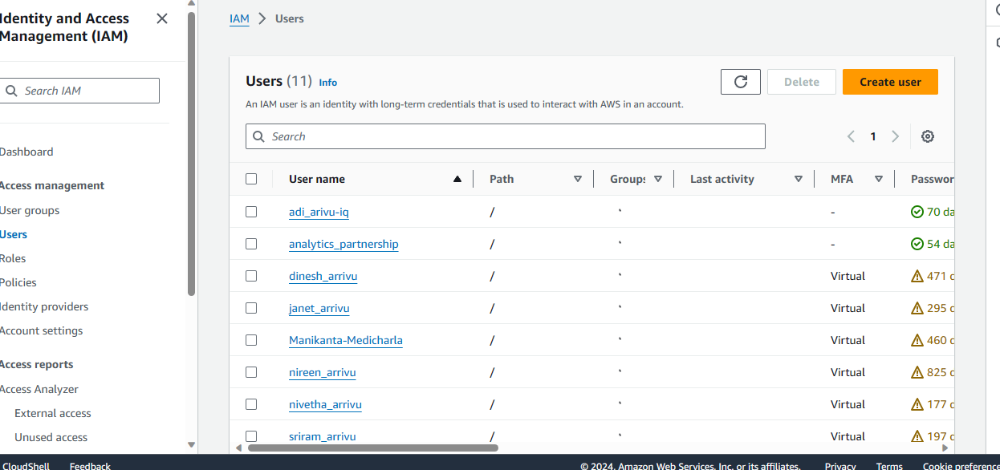 Identity and Access
Management (IAM)
Search IAM
Dashboard
Access management
User groups
Users
Roles
Policies
Identity providers
Account settings
Access reports
Access Analyzer
External access
Unused access
IAM > Users
Users (11) Info
Delete
Create user
An IAM user is an identity with long-term credentials that is used to interact with AWS in an account.
Search
1
User name Path Groups Last activity MFA Passwor
adi_arivu-iq / - 70 da
analytics_partnership / - 54 da
dinesh_arrivu / Virtual 471 d
janet_arrivu / Virtual 295 d
Manikanta-Medicharla / Virtual 460 d
nireen_arrivu / Virtual 825 d
nivetha_arrivu / Virtual 177 d
sriram_arrivu / Virtual 197 d
CloudShell Feedback © 2024, Amazon Web Services, Inc. or its affiliates. Privacy Terms Cookie preference